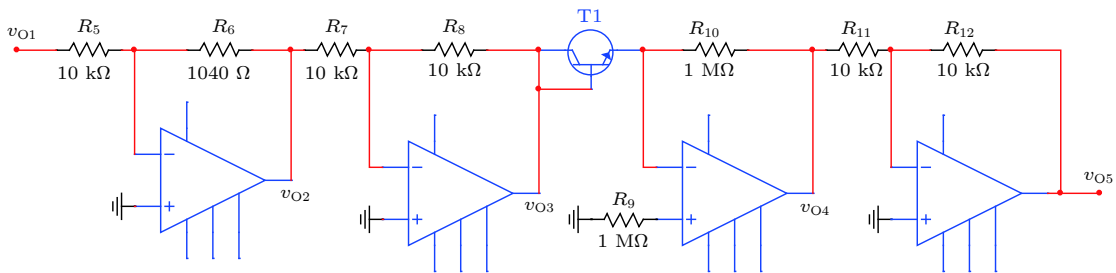 T1
R5 R6 R7 R8 R10 R11 R12
vO1
10 kΩ 1040 Ω 10 kΩ 10 kΩ 1 MΩ 10 kΩ 10 kΩ
− − − −
vO2 vO3 vO4 vO5
R9
+ + + +
1 MΩ